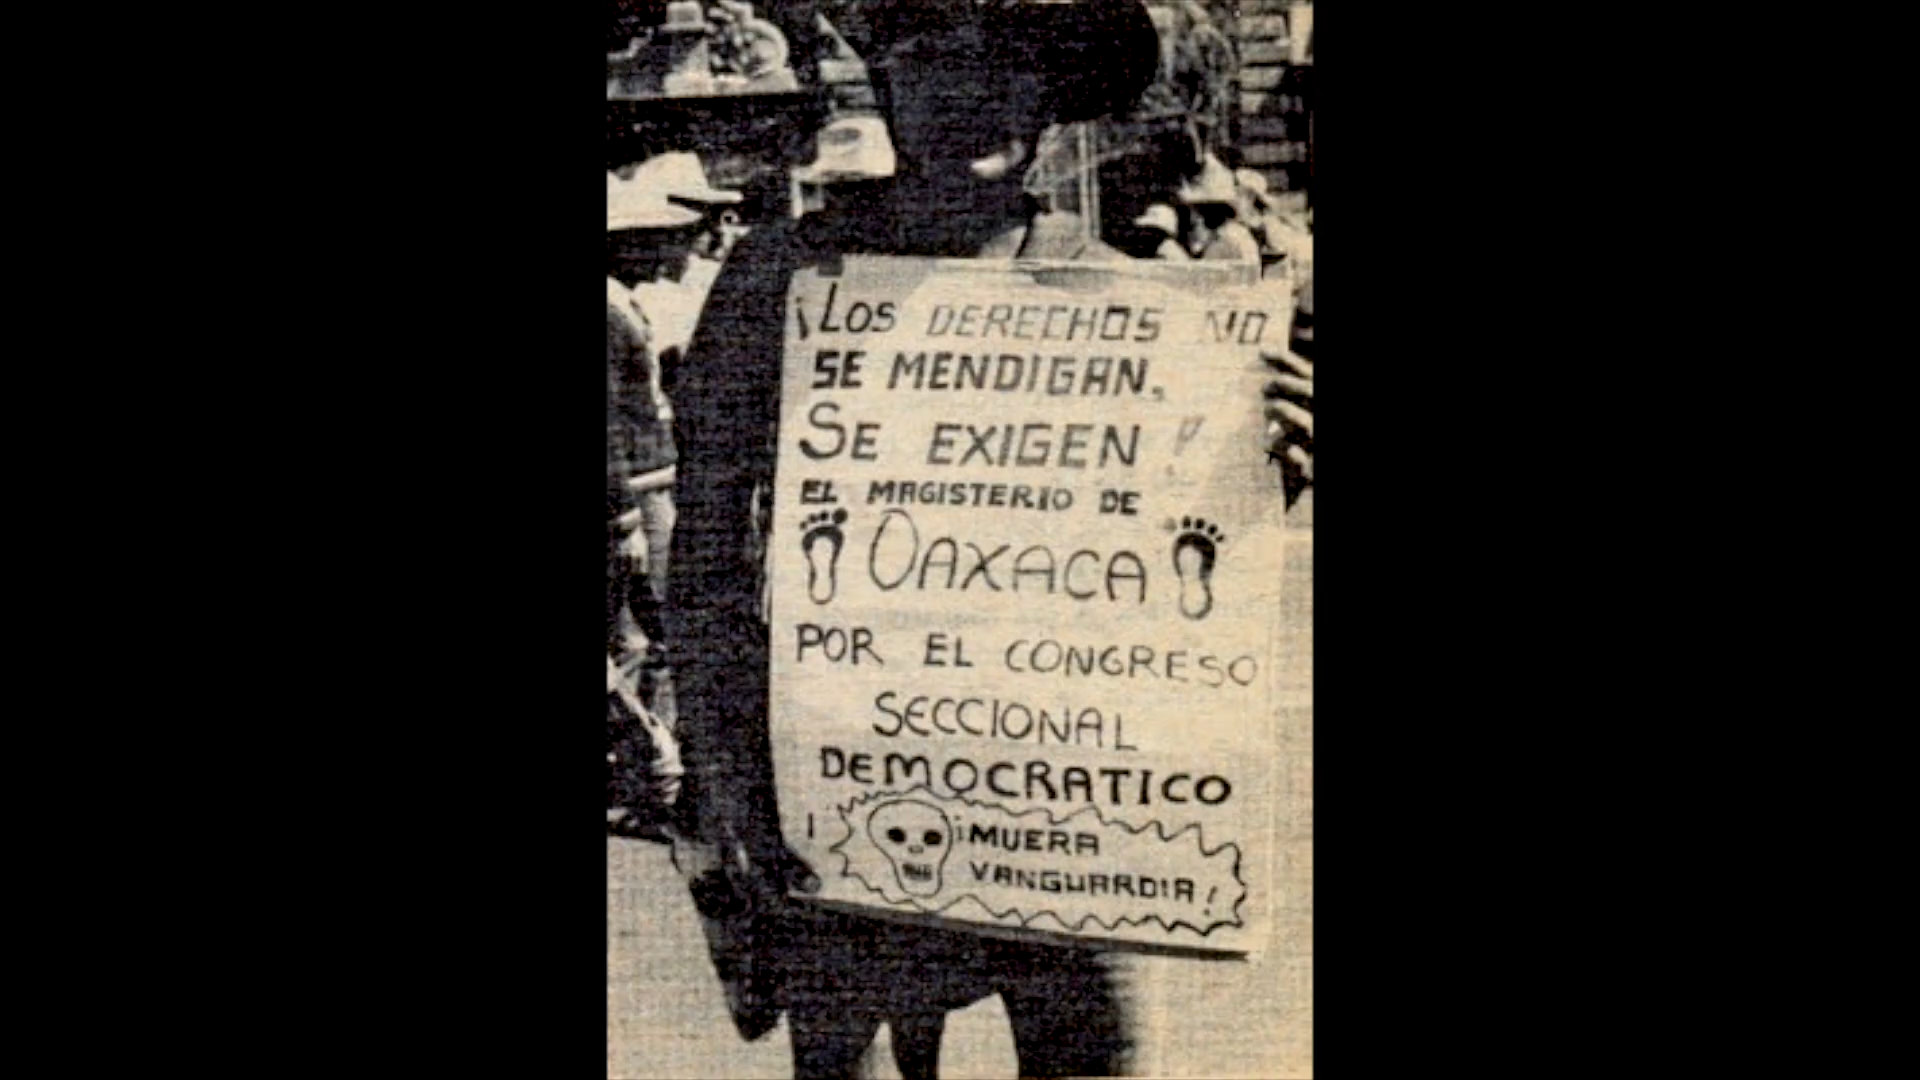 ¡LOS DERECHOS NO
SE MENDIGAN,
SE EXIGEN!
EL MAGISTERIO DE
OAXACA
POR EL CONGRESO
SECCIONAL
DEMOCRATICO
¡MUERA
VANGUARDIA!